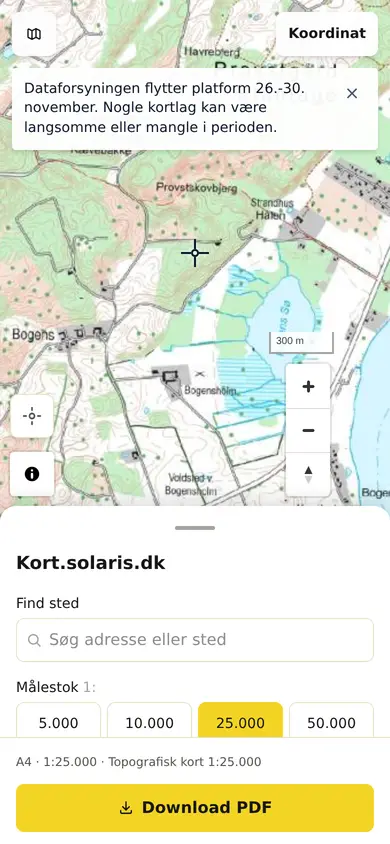 Koordinat
Havrebjerg
Dataforsyningen flytter platform 26.-30.
november. Nogle kortlag kan være
langsomme eller mangle i perioden.
Provstskovbjerg
Strandhus
Hålen
300 m
Bogens
Bogensholm
Voldsted v.
Bogensholm
Kort.solaris.dk
Find sted
Søg adresse eller sted
Målestok 1:
5.000
10.000
25.000
50.000
A4 · 1:25.000 · Topografisk kort 1:25.000
Download PDF